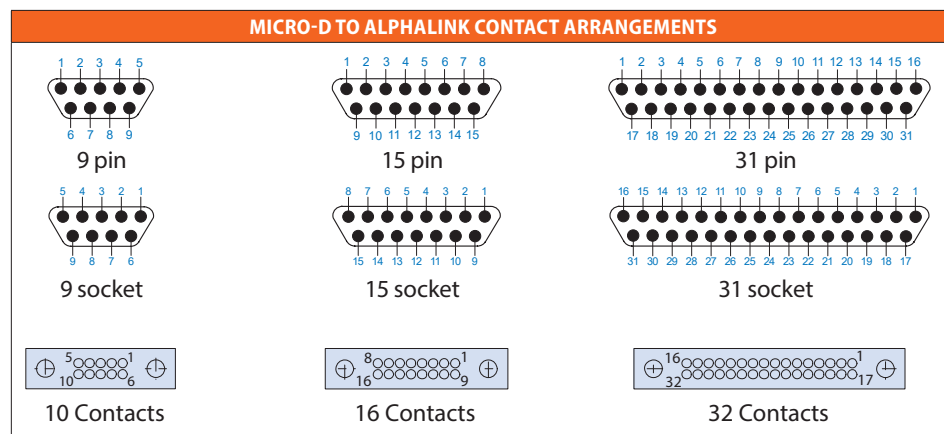 MICRO-D TO ALPHALINK CONTACT ARRANGEMENTS
1 2 3 4 5
6 7 8 9
9 pin
1 2 3 4 5 6 7 8
9 10 11 12 13 14 15
15 pin
1 2 3 4 5 6 7 8 9 10 11 12 13 14 15 16
17 18 19 20 21 22 23 24 25 26 27 28 29 30 31
31 pin
5 4 3 2 1
9 8 7 6
9 socket
8 7 6 5 4 3 2 1
15 14 13 12 11 10 9
15 socket
16 15 14 13 12 11 10 9 8 7 6 5 4 3 2 1
31 30 29 28 27 26 25 24 23 22 21 20 19 18 17
31 socket
5 1
10 6
10 Contacts
8 1
16 9
16 Contacts
16 1
32 17
32 Contacts